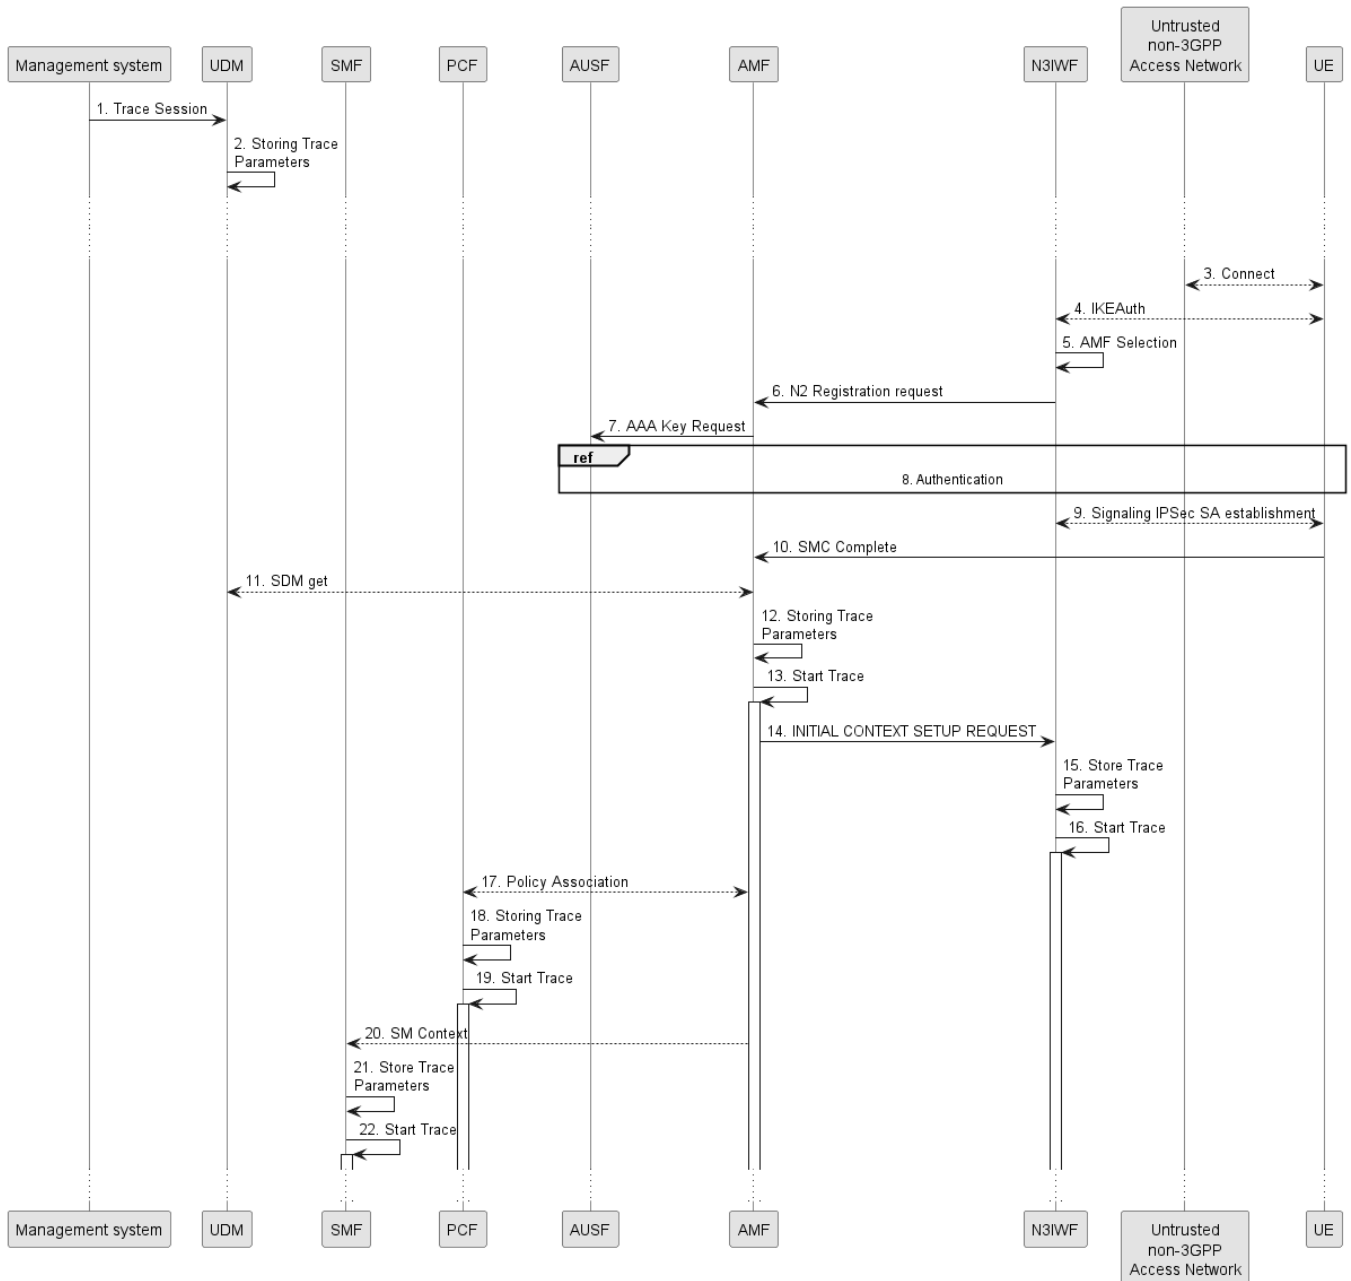 Untrusted
non-3GPP
Management system UDM SMF PCF AUSF AMF N3IWF Access Network UE
1. Trace Session
2. Storing Trace
Parameters
3. Connect
4. IKEAuth
5. AMF Selection
6. N2 Registration request
7. AAA Key Request
ref
8. Authentication
9. Signaling IPSec SA establishment
10. SMC Complete
11. SDM get
12. Storing Trace
Parameters
13. Start Trace
14. INITIAL CONTEXT SETUP REQUEST
15. Store Trace
Parameters
16. Start Trace
17. Policy Association
18. Storing Trace
Parameters
19. Start Trace
20. SM Context
21. Store Trace
Parameters
22. Start Trace
Management system UDM SMF PCF AUSF AMF N3IWF Untrusted UE
non-3GPP
Access Network